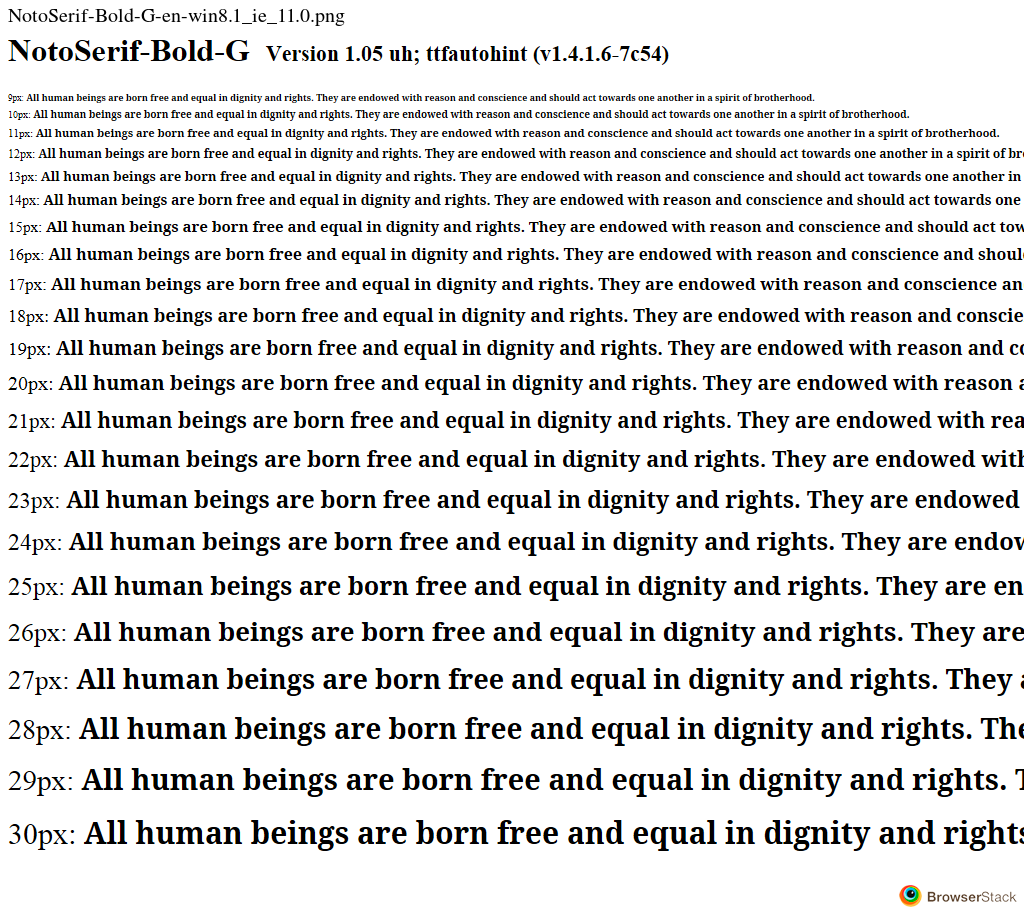 NotoSerif-Bold-G-en-win8.1_ie_11.0.png
NotoSerif-Bold-G Version 1.05 uh; ttfautohint (v1.4.1.6-7c54)
9px: All human beings are born free and equal in dignity and rights. They are endowed with reason and conscience and should act towards one another in a spirit of brotherhood.
10px: All human beings are born free and equal in dignity and rights. They are endowed with reason and conscience and should act towards one another in a spirit of brotherhood.
11px: All human beings are born free and equal in dignity and rights. They are endowed with reason and conscience and should act towards one another in a spirit of brotherhood.
12px: All human beings are born free and equal in dignity and rights. They are endowed with reason and conscience and should act towards one another in a spirit of br
13px: All human beings are born free and equal in dignity and rights. They are endowed with reason and conscience and should act towards one another in
14px: All human beings are born free and equal in dignity and rights. They are endowed with reason and conscience and should act towards one
15px: All human beings are born free and equal in dignity and rights. They are endowed with reason and conscience and should act tow
16px: All human beings are born free and equal in dignity and rights. They are endowed with reason and conscience and shoul
17px: All human beings are born free and equal in dignity and rights. They are endowed with reason and conscience an
18px: All human beings are born free and equal in dignity and rights. They are endowed with reason and conscie
19px: All human beings are born free and equal in dignity and rights. They are endowed with reason and co
20px: All human beings are born free and equal in dignity and rights. They are endowed with reason a
21px: All human beings are born free and equal in dignity and rights. They are endowed with rea
22px: All human beings are born free and equal in dignity and rights. They are endowed with
23px: All human beings are born free and equal in dignity and rights. They are endowed
24px: All human beings are born free and equal in dignity and rights. They are endow
25px: All human beings are born free and equal in dignity and rights. They are en
26px: All human beings are born free and equal in dignity and rights. They are
27px: All human beings are born free and equal in dignity and rights. They a
28px: All human beings are born free and equal in dignity and rights. The
29px: All human beings are born free and equal in dignity and rights. T
30px: All human beings are born free and equal in dignity and rights
BrowserStack